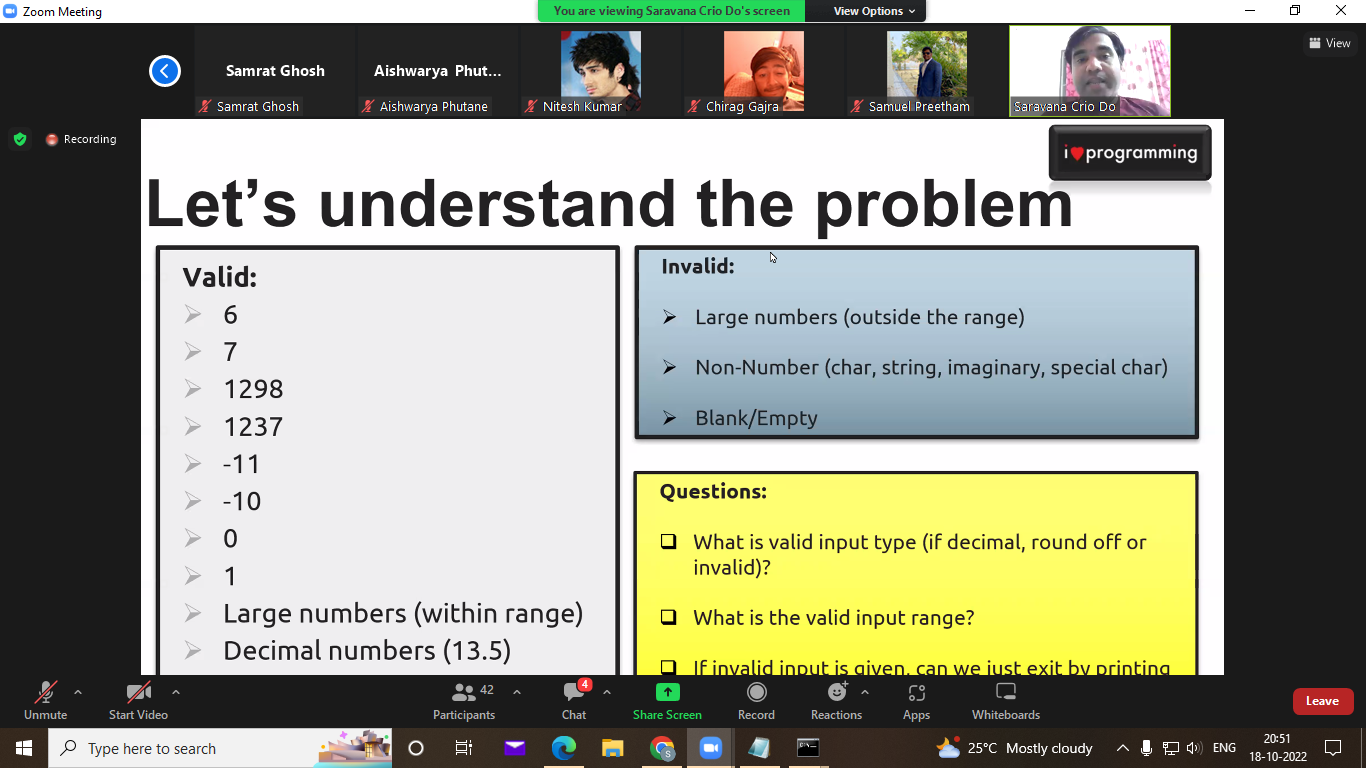 Zoom Meeting
You are viewing Saravana Crio Do's screen
View Options
Samrat Ghosh
Aishwarya Phut...
Samrat Ghosh
Aishwarya Phutane
Nitesh Kumar
Chirag Gajra
Samuel Preetham
Saravana Crio Do
View
Recording
i programming
Let's understand the problem
Valid:
6
7
1298
1237
-11
-10
0
1
Large numbers (within range)
Decimal numbers (13.5)
Invalid:
Large numbers (outside the range)
Non-Number (char, string, imaginary, special char)
Blank/Empty
Questions:
What is valid input type (if decimal, round off or
invalid)?
What is the valid input range?
If invalid input is given, can we just exit by printing
Unmute
Start Video
42
Participants
4
Chat
Share Screen
Record
Reactions
Apps
Whiteboards
Leave
Type here to search
25°C Mostly cloudy
ENG
20:51
18-10-2022